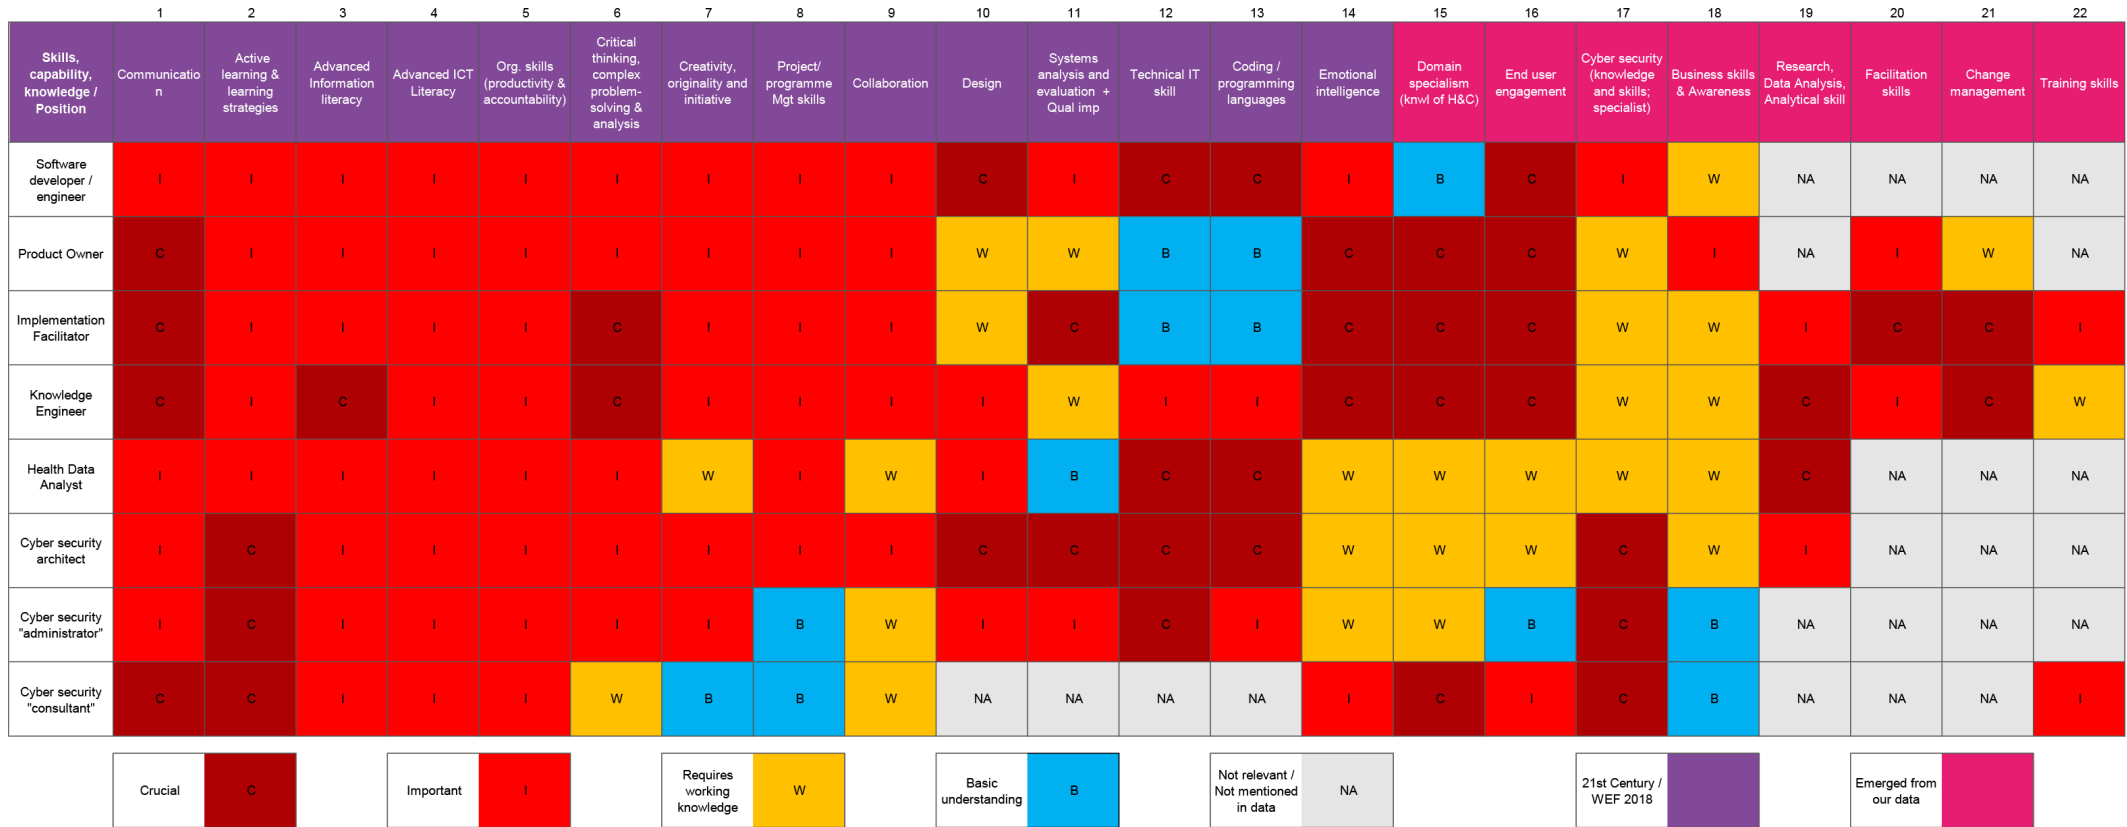 1 2 3 4 5 6 7 8 9 10 11 12 13 14 15 16 17 18 19 20 21 22
Skills,
capability,
knowledge /
Position
Communicatio
n
Active
learning &
learning
strategies
Advanced
Information
literacy
Advanced ICT
Literacy
Org. skills
(productivity &
accountability)
Critical
thinking,
complex
problem-
solving &
analysis
Creativity,
originality and
initiative
Project/
programme
Mgt skills
Collaboration
Design
Systems
analysis and
evaluation +
Qual imp
Technical IT
skill
Coding /
programming
languages
Emotional
intelligence
Domain
specialism
(knwl of H&C)
End user
engagement
Cyber security
(knowledge
and skills;
specialist)
Business skills
& Awareness
Research,
Data Analysis,
Analytical skill
Facilitation
skills
Change
management
Training skills
Software
developer /
engineer
I I I I I I I I I C I C C I B C I W NA NA NA NA
Product Owner
C I I I I I I I I W W B B C C C W I NA I W NA
Implementation
Facilitator
C I I I I C I I I W C B B C C C W W I C C I
Knowledge
Engineer
C I C I I C I I I I W I I C C C W W C I C W
Health Data
Analyst
I I I I I I W I W I B C C W W W W W C NA NA NA
Cyber security
architect
I C I I I I I I I C C C C W W W C W I NA NA NA
Cyber security
"administrator"
I C I I I I I B W I I C I W W B C B NA NA NA NA
Cyber security
"consultant"
C C I I I W B B W NA NA NA NA I C I C B NA NA NA I
Crucial
C
Important
I
Requires
working
knowledge
W
Basic
understanding
B
Not relevant /
Not mentioned
in data
NA
21st Century /
WEF 2018
Emerged from
our data